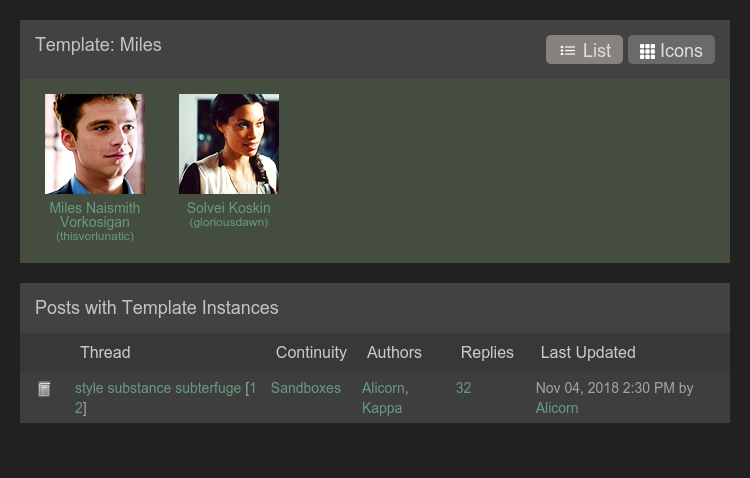 Template: Miles
List
Icons
Miles Naismith
Vorkosigan
(thisvorlunatic)
Solvei Koskin
(gloriousdawn)
Posts with Template Instances
Thread Continuity Authors Replies Last Updated
style substance subterfuge [1 Sandboxes Alicorn, 32 Nov 04, 2018 2:30 PM by
2] Kappa Alicorn